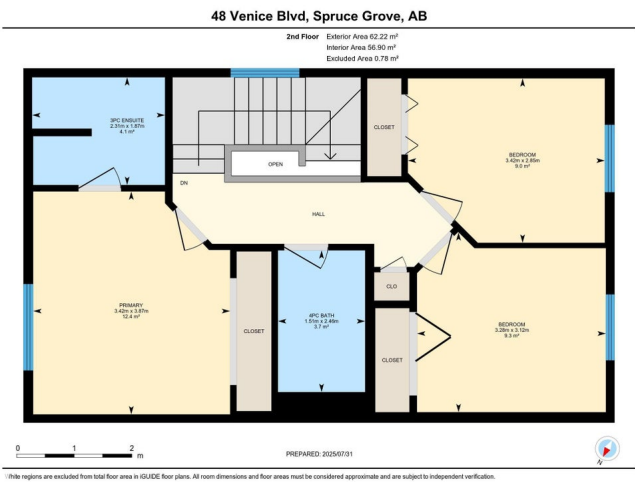 48 Venice Blvd, Spruce Grove, AB
2nd Floor Exterior Area 62.22 m²
Interior Area 56.90 m²
Excluded Area 0.78 m²
3PC ENSUITE
2.31m x 1.87m
4.1 m²
CLOSET
BEDROOM
3.42m x 2.85m
9.0 m²
OPEN
DN
HALL
PRIMARY
3.42m x 3.87m
12.4 m²
CLOSET
4PC BATH
1.51m x 2.46m
3.7 m²
CLO
CLOSET
BEDROOM
3.28m x 3.12m
9.3 m²
0 1 2
m
PREPARED: 2025/07/31
N
White regions are excluded from total floor area in iGUIDE floor plans. All room dimensions and floor areas must be considered approximate and are subject to independent verification.